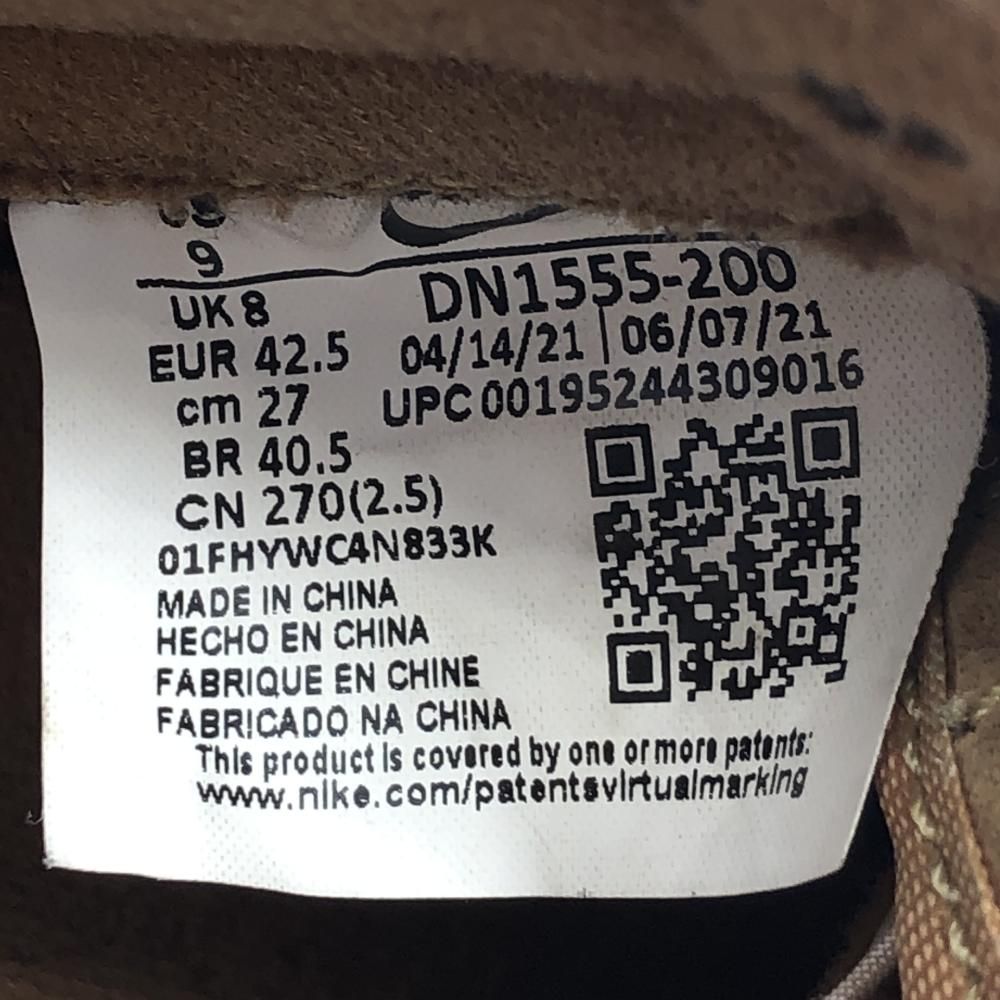 US
9
UK 8
EUR 42.5
cm 27
BR 40.5
CN 270(2.5)
DN1555-200
04/14/21 | 06/07/21
UPC 00195244309016
01FHYWC4N833K
MADE IN CHINA
HECHO EN CHINA
FABRIQUE EN CHINE
FABRICADO NA CHINA
This product is covered by one or more patents:
www.nike.com/patentsvirtualmarking